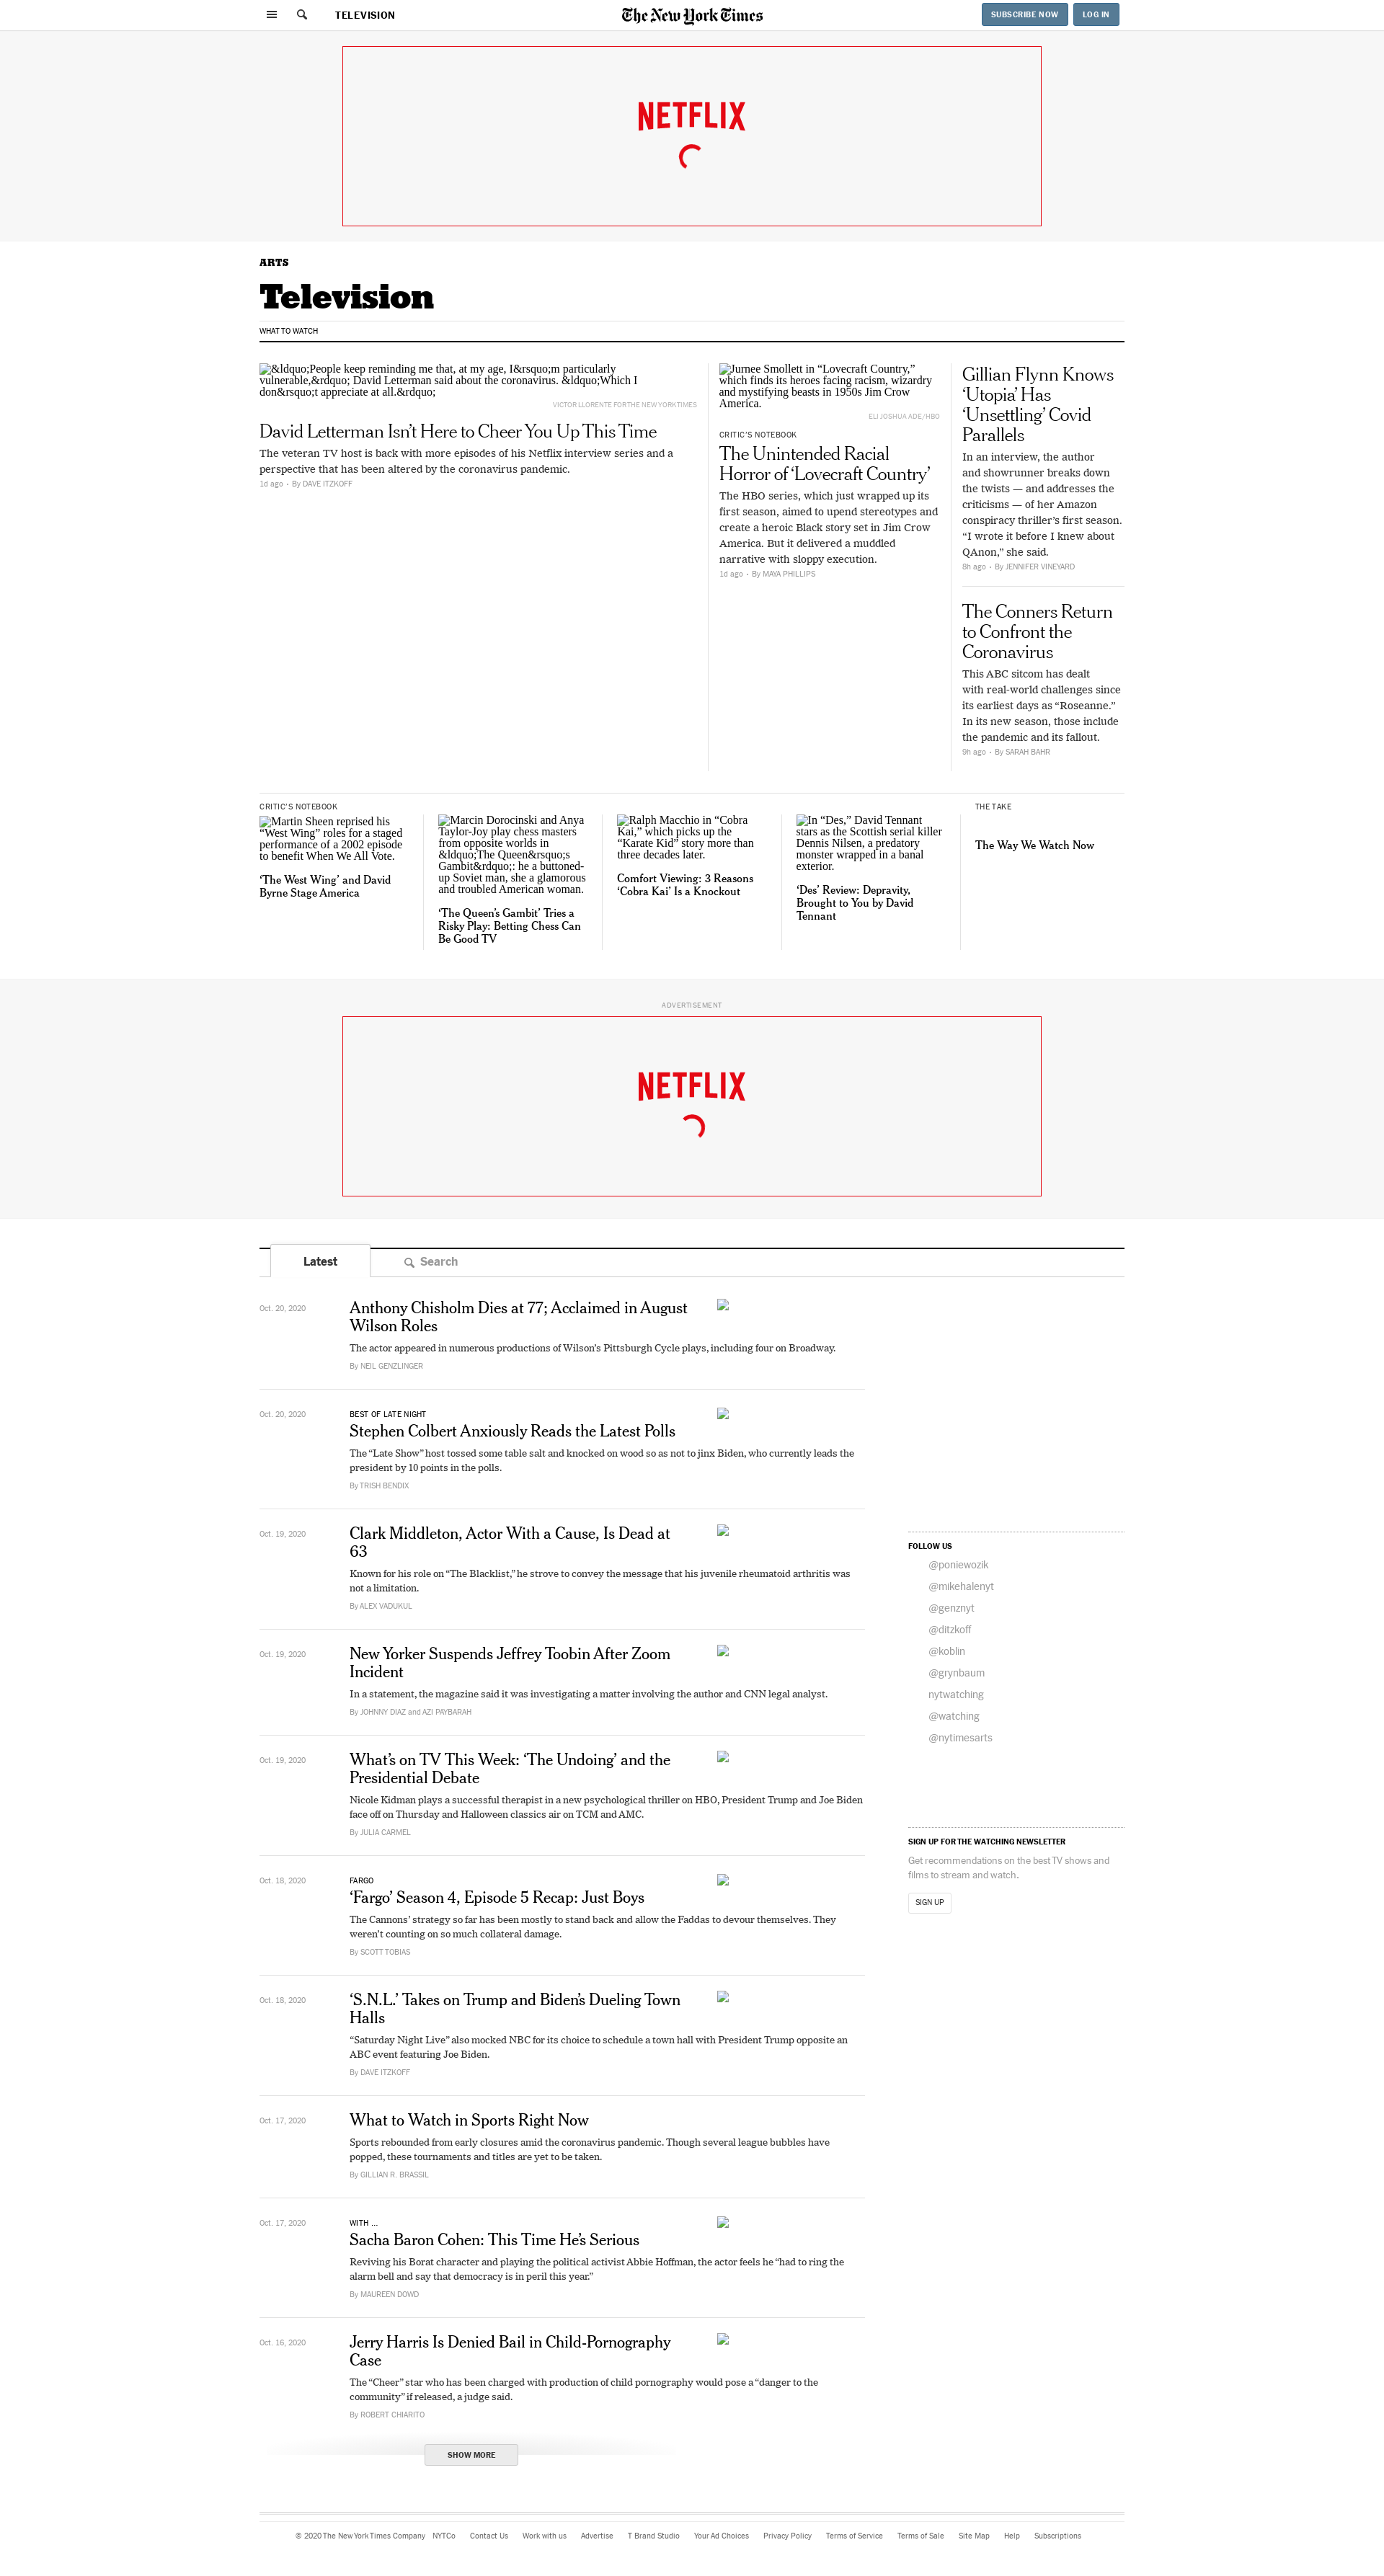 TELEVISION
The New York Times
SUBSCRIBE NOW
LOG IN
NETFLIX
ARTS
Television
WHAT TO WATCH
&ldquo;People keep reminding me that, at my age, I&rsquo;m particularly
vulnerable,&rdquo; David Letterman said about the coronavirus. &ldquo;Which I
don&rsquo;t appreciate at all.&rdquo;
VICTOR LLORENTE FOR THE NEW YORK TIMES
David Letterman Isn’t Here to Cheer You Up This Time
The veteran TV host is back with more episodes of his Netflix interview series and a
perspective that has been altered by the coronavirus pandemic.
1d ago • By DAVE ITZKOFF
Jurnee Smollett in “Lovecraft Country,”
which finds its heroes facing racism, wizardry
and mystifying beasts in 1950s Jim Crow
America.
ELI JOSHUA ADE/HBO
CRITIC’S NOTEBOOK
The Unintended Racial
Horror of ‘Lovecraft Country’
The HBO series, which just wrapped up its
first season, aimed to upend stereotypes and
create a heroic Black story set in Jim Crow
America. But it delivered a muddled
narrative with sloppy execution.
1d ago • By MAYA PHILLIPS
Gillian Flynn Knows
‘Utopia’ Has
‘Unsettling’ Covid
Parallels
In an interview, the author
and showrunner breaks down
the twists — and addresses the
criticisms — of her Amazon
conspiracy thriller’s first season.
“I wrote it before I knew about
QAnon,” she said.
8h ago • By JENNIFER VINEYARD
The Conners Return
to Confront the
Coronavirus
This ABC sitcom has dealt
with real-world challenges since
its earliest days as “Roseanne.”
In its new season, those include
the pandemic and its fallout.
9h ago • By SARAH BAHR
CRITIC’S NOTEBOOK
Martin Sheen reprised his
“West Wing” roles for a staged
performance of a 2002 episode
to benefit When We All Vote.
‘The West Wing’ and David
Byrne Stage America
Marcin Dorocinski and Anya
Taylor-Joy play chess masters
from opposite worlds in
&ldquo;The Queen&rsquo;s
Gambit&rdquo;: he a buttoned-
up Soviet man, she a glamorous
and troubled American woman.
‘The Queen’s Gambit’ Tries a
Risky Play: Betting Chess Can
Be Good TV
Ralph Macchio in “Cobra
Kai,” which picks up the
“Karate Kid” story more than
three decades later.
Comfort Viewing: 3 Reasons
‘Cobra Kai’ Is a Knockout
In “Des,” David Tennant
stars as the Scottish serial killer
Dennis Nilsen, a predatory
monster wrapped in a banal
exterior.
‘Des’ Review: Depravity,
Brought to You by David
Tennant
THE TAKE
The Way We Watch Now
ADVERTISEMENT
NETFLIX
Latest
Search
Oct. 20, 2020
Anthony Chisholm Dies at 77; Acclaimed in August
Wilson Roles
The actor appeared in numerous productions of Wilson’s Pittsburgh Cycle plays, including four on Broadway.
By NEIL GENZLINGER
Oct. 20, 2020
BEST OF LATE NIGHT
Stephen Colbert Anxiously Reads the Latest Polls
The “Late Show” host tossed some table salt and knocked on wood so as not to jinx Biden, who currently leads the
president by 10 points in the polls.
By TRISH BENDIX
Oct. 19, 2020
Clark Middleton, Actor With a Cause, Is Dead at
63
Known for his role on “The Blacklist,” he strove to convey the message that his juvenile rheumatoid arthritis was
not a limitation.
By ALEX VADUKUL
Oct. 19, 2020
New Yorker Suspends Jeffrey Toobin After Zoom
Incident
In a statement, the magazine said it was investigating a matter involving the author and CNN legal analyst.
By JOHNNY DIAZ and AZI PAYBARAH
Oct. 19, 2020
What’s on TV This Week: ‘The Undoing’ and the
Presidential Debate
Nicole Kidman plays a successful therapist in a new psychological thriller on HBO, President Trump and Joe Biden
face off on Thursday and Halloween classics air on TCM and AMC.
By JULIA CARMEL
Oct. 18, 2020
FARGO
‘Fargo’ Season 4, Episode 5 Recap: Just Boys
The Cannons’ strategy so far has been mostly to stand back and allow the Faddas to devour themselves. They
weren’t counting on so much collateral damage.
By SCOTT TOBIAS
Oct. 18, 2020
‘S.N.L.’ Takes on Trump and Biden’s Dueling Town
Halls
“Saturday Night Live” also mocked NBC for its choice to schedule a town hall with President Trump opposite an
ABC event featuring Joe Biden.
By DAVE ITZKOFF
Oct. 17, 2020
What to Watch in Sports Right Now
Sports rebounded from early closures amid the coronavirus pandemic. Though several league bubbles have
popped, these tournaments and titles are yet to be taken.
By GILLIAN R. BRASSIL
Oct. 17, 2020
WITH ...
Sacha Baron Cohen: This Time He’s Serious
Reviving his Borat character and playing the political activist Abbie Hoffman, the actor feels he “had to ring the
alarm bell and say that democracy is in peril this year.”
By MAUREEN DOWD
Oct. 16, 2020
Jerry Harris Is Denied Bail in Child-Pornography
Case
The “Cheer” star who has been charged with production of child pornography would pose a “danger to the
community” if released, a judge said.
By ROBERT CHIARITO
SHOW MORE
FOLLOW US
@poniewozik
@mikehalenyt
@genznyt
@ditzkoff
@koblin
@grynbaum
nytwatching
@watching
@nytimesarts
SIGN UP FOR THE WATCHING NEWSLETTER
Get recommendations on the best TV shows and
films to stream and watch.
SIGN UP
© 2020 The New York Times Company NYTCo Contact Us Work with us Advertise T Brand Studio Your Ad Choices Privacy Policy Terms of Service Terms of Sale Site Map Help Subscriptions